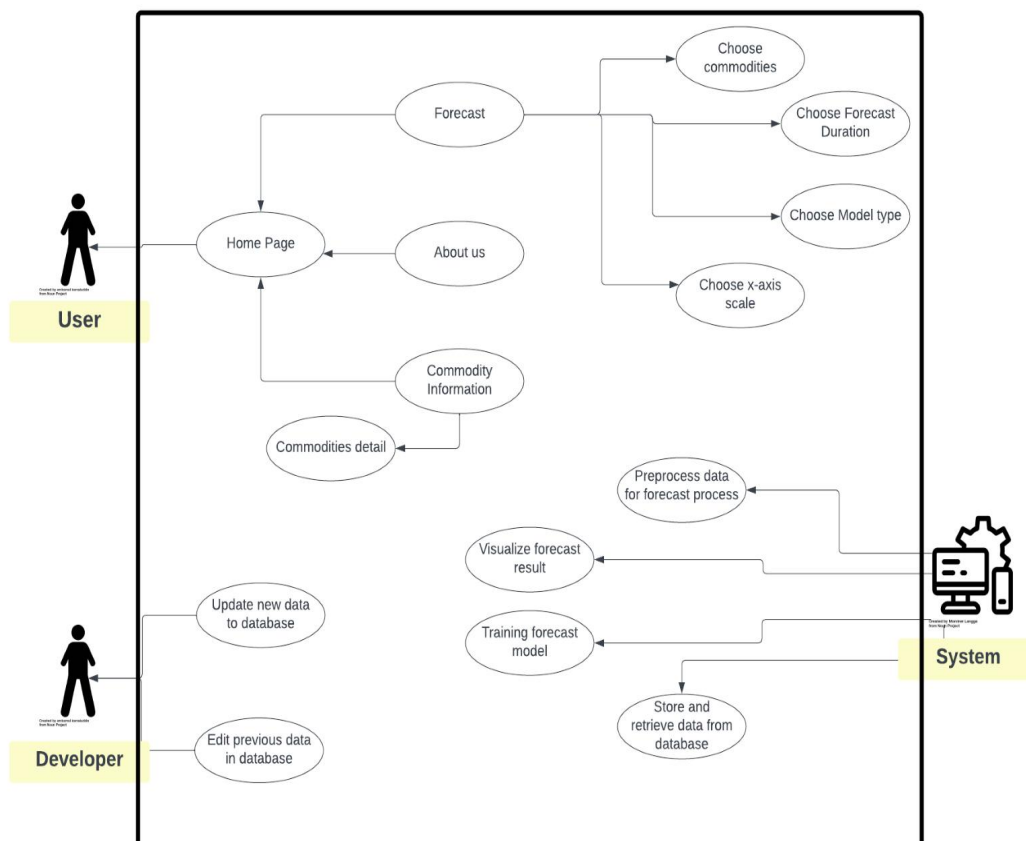 Choose
commodities
Forecast
Choose Forecast
Duration
Choose Model type
Home Page
About us
Choose x-axis
scale
User
Commodity
Information
Commodities detail
Preprocess data
for forecast process
Visualize forecast
result
Update new data
to database
Training forecast
model
System
Store and
retrieve data from
database
Edit previous data
in database
Developer